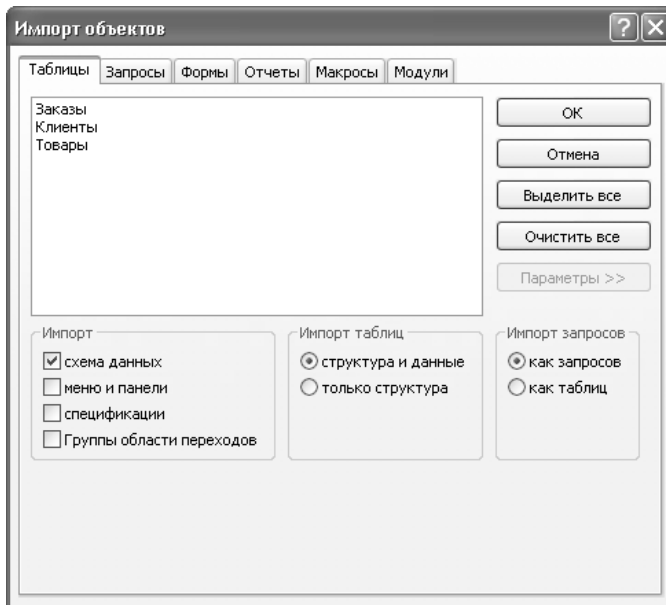 Импорт объектов
Таблицы Запросы Формы Отчеты Макросы Модули
Заказы
Клиенты
Товары
ОК
Отмена
Выделить все
Очистить все
Параметры >>
Импорт
схема данных
меню и панели
спецификации
Группы области переходов
Импорт таблиц
структура и данные
только структура
Импорт запросов
как запросов
как таблиц